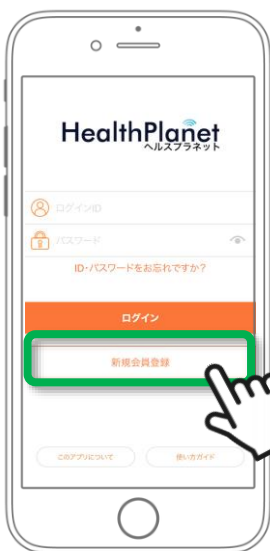 HealthPlanet
ヘルスプラネット
ログインID
パスワード
ID・パスワードをお忘れですか?
ログイン
新規会員登録
このアプリについて
使い方ガイド